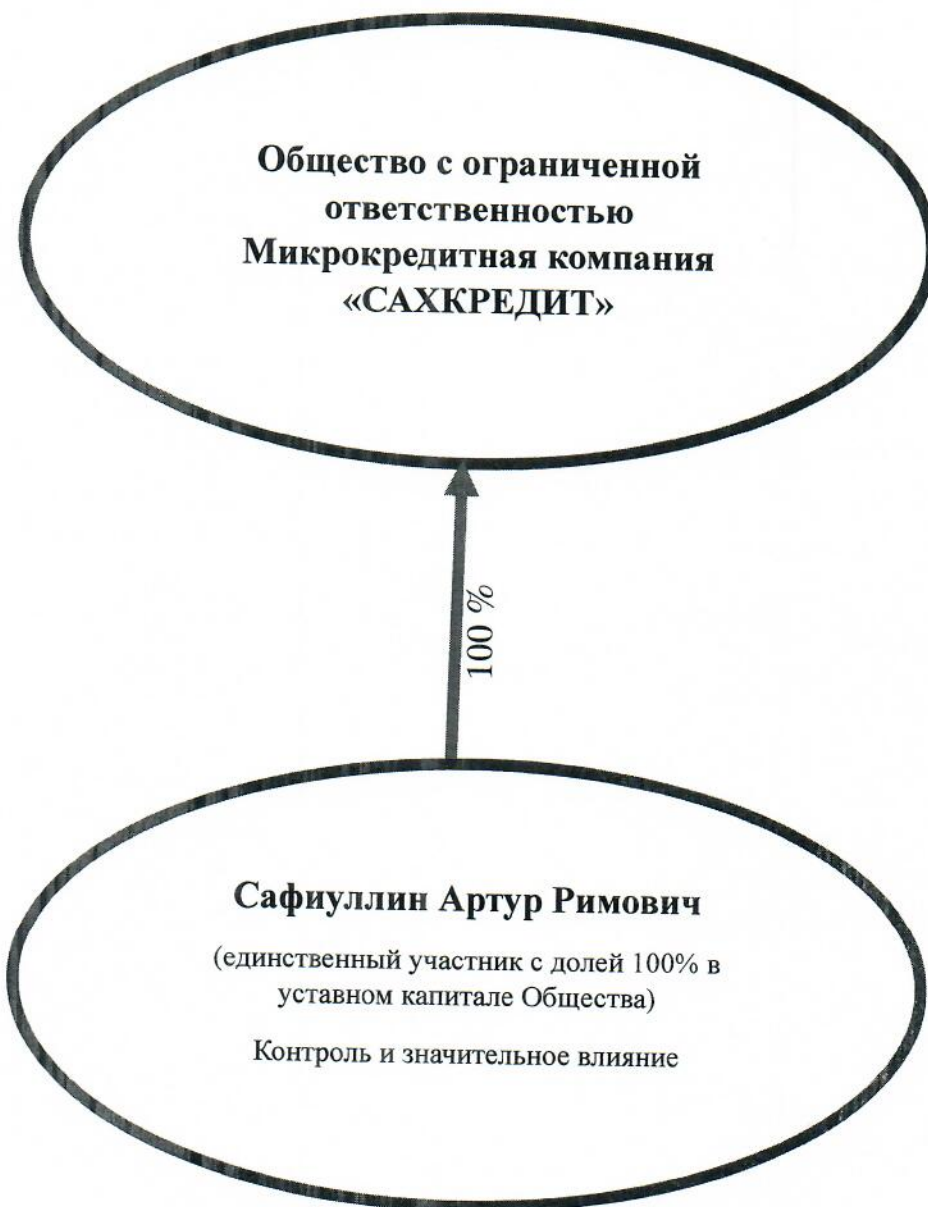 Общество с ограниченной
ответственностью
Микрокредитная компания
«САХКРЕДИТ»
100 %
Сафиуллин Артур Римович
(единственный участник с долей 100% в
уставном капитале Общества)
Контроль и значительное влияние